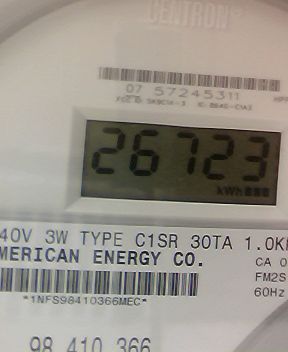 CENTRON
07 57245311
26723
kWh
40V 3W TYPE C1SR 30TA 1.0K
MERICAN ENERGY CO.
CA 0
FM2S
*1NFS98410366MEC*
60Hz
98 410 366